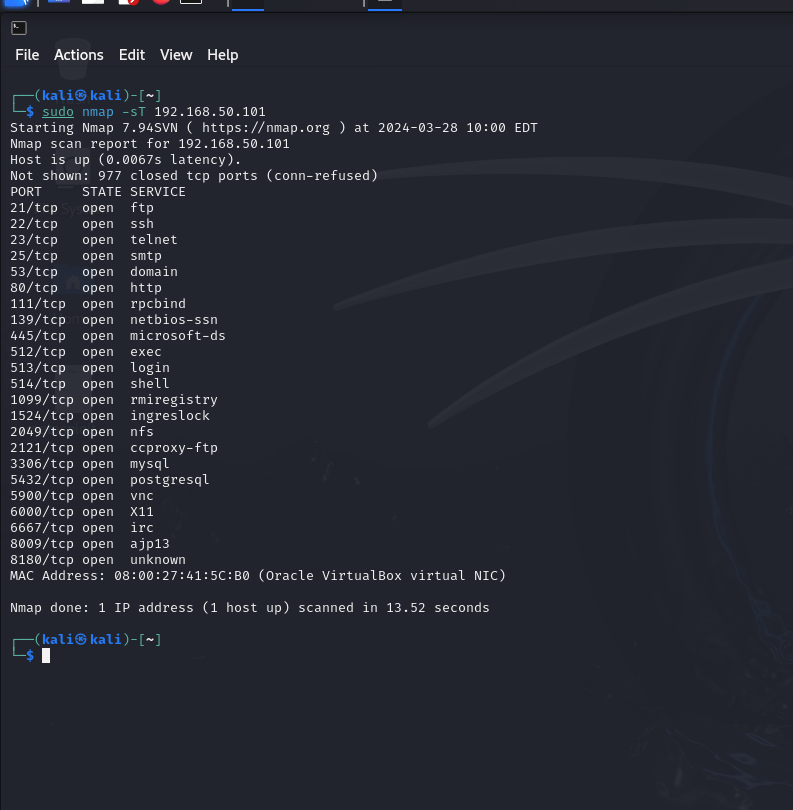 File Actions Edit View Help
┌──(kali㉿kali)-[~]
└─$ sudo nmap -sT 192.168.50.101
Starting Nmap 7.94SVN ( https://nmap.org ) at 2024-03-28 10:00 EDT
Nmap scan report for 192.168.50.101
Host is up (0.0067s latency).
Not shown: 977 closed tcp ports (conn-refused)
PORT     STATE SERVICE
21/tcp   open  ftp
22/tcp   open  ssh
23/tcp   open  telnet
25/tcp   open  smtp
53/tcp   open  domain
80/tcp   open  http
111/tcp  open  rpcbind
139/tcp  open  netbios-ssn
445/tcp  open  microsoft-ds
512/tcp  open  exec
513/tcp  open  login
514/tcp  open  shell
1099/tcp open  rmiregistry
1524/tcp open  ingreslock
2049/tcp open  nfs
2121/tcp open  ccproxy-ftp
3306/tcp open  mysql
5432/tcp open  postgresql
5900/tcp open  vnc
6000/tcp open  X11
6667/tcp open  irc
8009/tcp open  ajp13
8180/tcp open  unknown
MAC Address: 08:00:27:41:5C:B0 (Oracle VirtualBox virtual NIC)
Nmap done: 1 IP address (1 host up) scanned in 13.52 seconds
┌──(kali㉿kali)-[~]
└─$